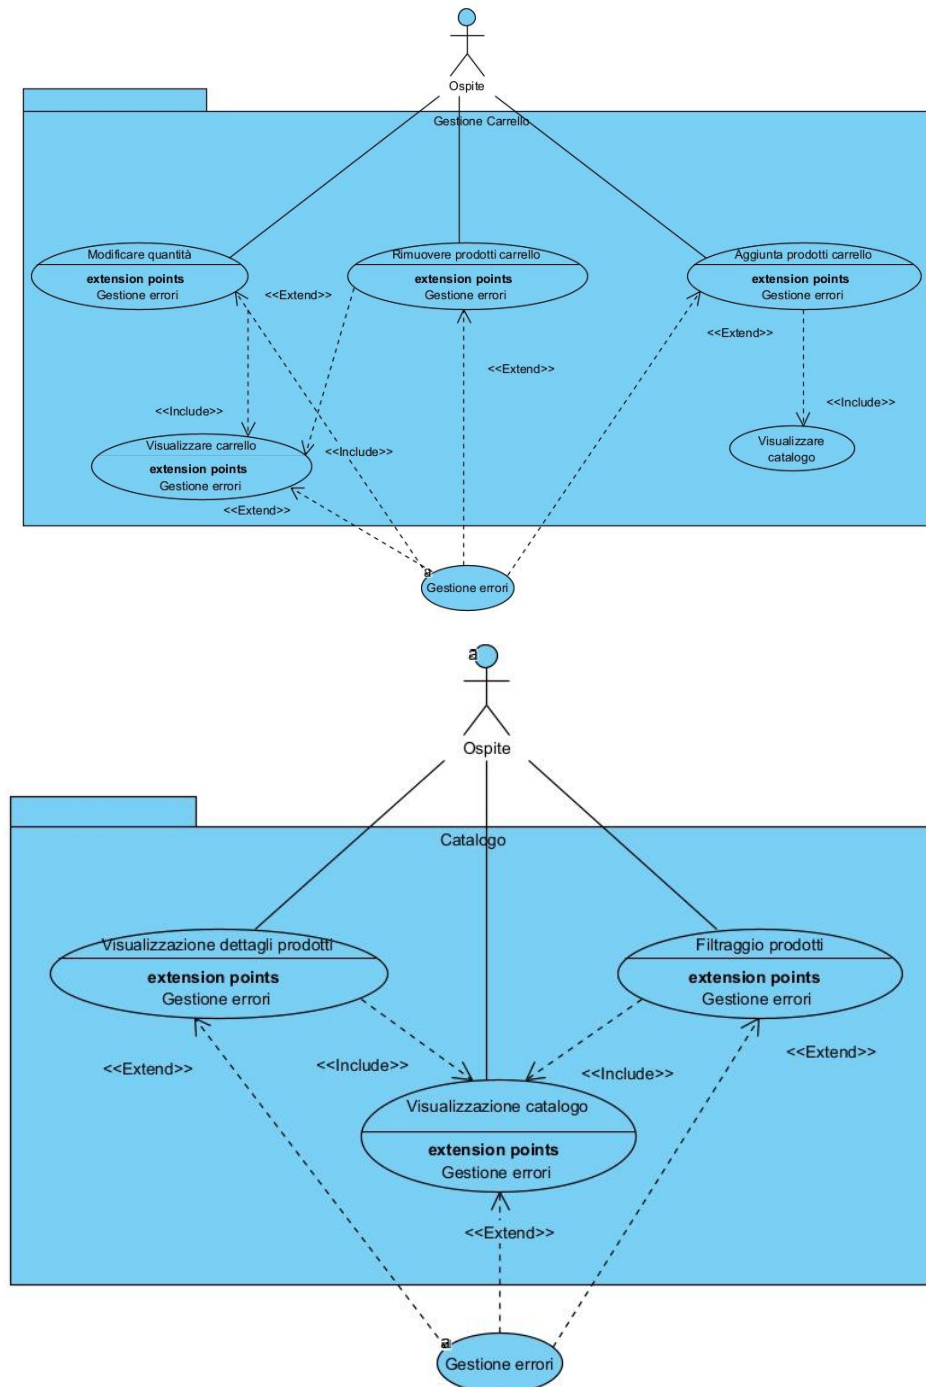 Ospite
Gestione Carrello
Modificare quantità
extension points
Gestione errori
Rimuovere prodotti carrello
extension points
Gestione errori
Aggiunta prodotti carrello
extension points
Gestione errori
<<Extend>>
<<Extend>>
<<Extend>>
<<Include>>
<<Include>>
<<Include>>
Visualizzare carrello
extension points
Gestione errori
Visualizzare
catalogo
<<Extend>>
a
Gestione errori
a
Ospite
Catalogo
Visualizzazione dettagli prodotti
extension points
Gestione errori
Filtraggio prodotti
extension points
Gestione errori
<<Extend>>
<<Include>>
<<Include>>
<<Extend>>
Visualizzazione catalogo
extension points
Gestione errori
<<Extend>>
a
Gestione errori